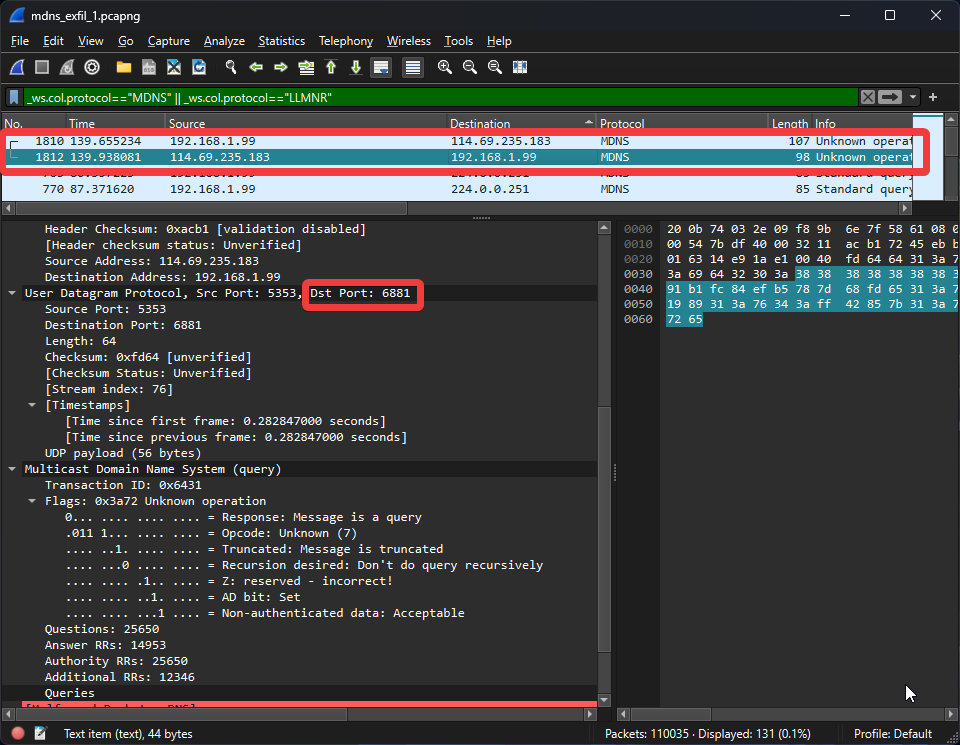 mdns_exfil_1.pcapng
File Edit View Go Capture Analyze Statistics Telephony Wireless Tools Help
_ws.col.protocol=="MDNS" || _ws.col.protocol=="LLMNR"
No. Time Source Destination Protocol Length Info
1810 139.655234 192.168.1.99 114.69.235.183 MDNS 107 Unknown operat
1812 139.938081 114.69.235.183 192.168.1.99 MDNS 98 Unknown operat
770 87.371620 192.168.1.99 224.0.0.251 MDNS 85 Standard query
Header Checksum: 0xacb1 [validation disabled]
[Header checksum status: Unverified]
Source Address: 114.69.235.183
Destination Address: 192.168.1.99
User Datagram Protocol, Src Port: 5353, Dst Port: 6881
Source Port: 5353
Destination Port: 6881
Length: 64
Checksum: 0xfd64 [unverified]
[Checksum Status: Unverified]
[Stream index: 76]
[Timestamps]
[Time since first frame: 0.282847000 seconds]
[Time since previous frame: 0.282847000 seconds]
UDP payload (56 bytes)
Multicast Domain Name System (query)
Transaction ID: 0x6431
Flags: 0x3a72 Unknown operation
0... .... .... .... = Response: Message is a query
.011 1... .... .... = Opcode: Unknown (7)
.... ..1. .... .... = Truncated: Message is truncated
.... ...0 .... .... = Recursion desired: Don't do query recursively
.... .... .1.. .... = Z: reserved - incorrect!
.... .... ..1. .... = AD bit: Set
.... .... ...1 .... = Non-authenticated data: Acceptable
Questions: 25650
Answer RRs: 14953
Authority RRs: 25650
Additional RRs: 12346
Queries
0000 20 0b 74 03 2e 09 f8 9b 6e 7f 58 61 08 0
0010 00 54 7b df 40 00 32 11 ac b1 72 45 eb b
0020 01 63 14 e9 1a e1 00 40 fd 64 64 31 3a 7
0030 3a 69 64 32 30 3a 38 38 38 38 38 38 38 3
0040 91 b1 fc 84 ef b5 78 7d 68 fd 65 31 3a 7
0050 19 89 31 3a 76 34 3a ff 42 85 7b 31 3a 7
0060 72 65
Text item (text), 44 bytes
Packets: 110035 · Displayed: 131 (0.1%)
Profile: Default